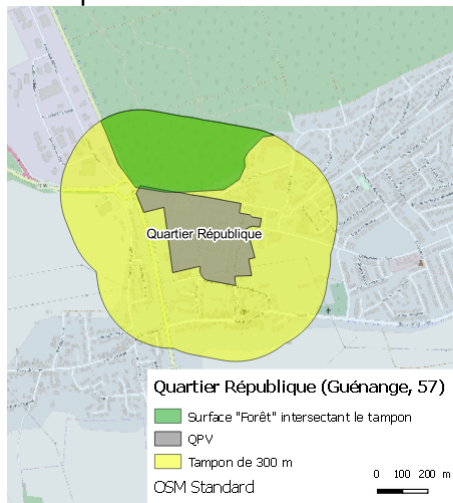 Quartier République
Quartier République (Guénange, 57)
Surface "Forêt" intersectant le tampon
QPV
Tampon de 300 m
OSM Standard
0 100 200 m